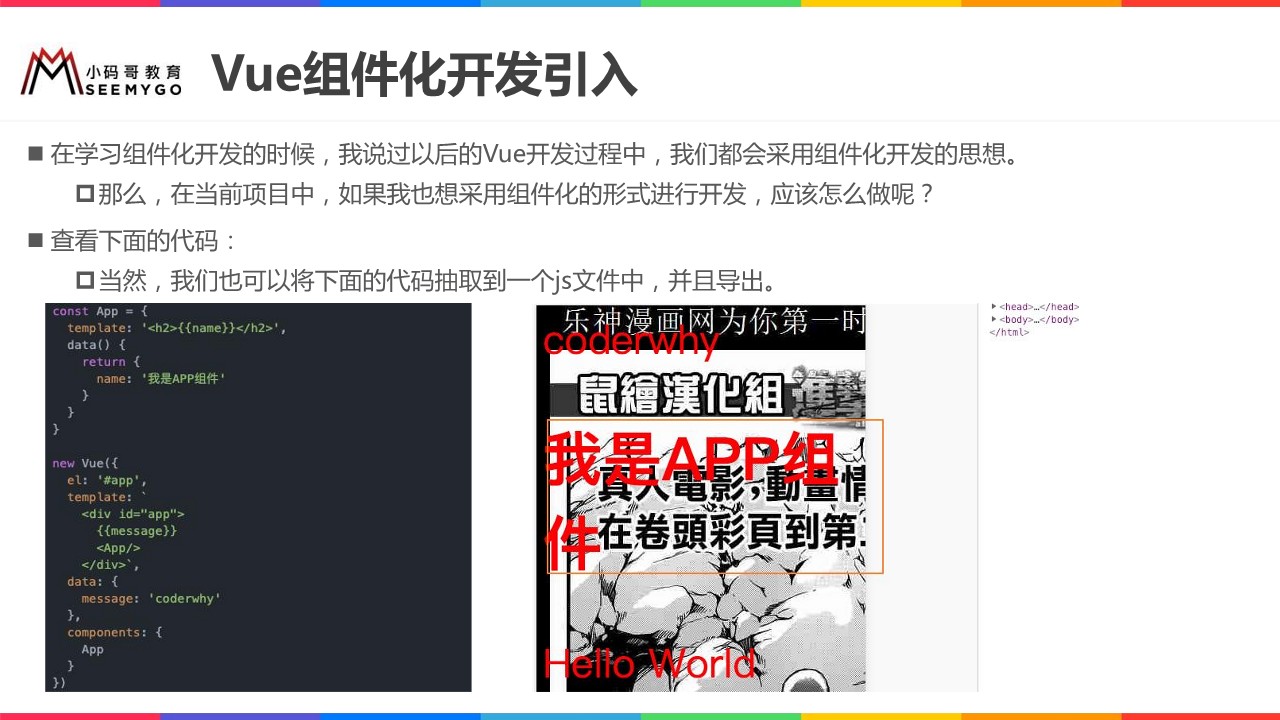 小码哥教育
SEEMYGO
Vue组件化开发引入
在学习组件化开发的时候，我说过以后的Vue开发过程中，我们都会采用组件化开发的思想。
那么，在当前项目中，如果我也想采用组件化的形式进行开发，应该怎么做呢？
查看下面的代码：
当然，我们也可以将下面的代码抽取到一个js文件中，并且导出。
const App = {
template: '<h2>{{name}}</h2>',
data() {
return {
name: '我是APP组件'
}
}
}
new Vue({
el: '#app',
template: `
<div id="app">
{{message}}
<App/>
</div>`,
data: {
message: 'coderwhy'
},
components: {
App
}
})
乐神漫画网为你第一时
coderwhy
鼠繪漢化組
我是APP组
真人電影,動畫情
件
在卷頭彩頁到第
Hello World
<head>…</head>
<body>…</body>
</html>